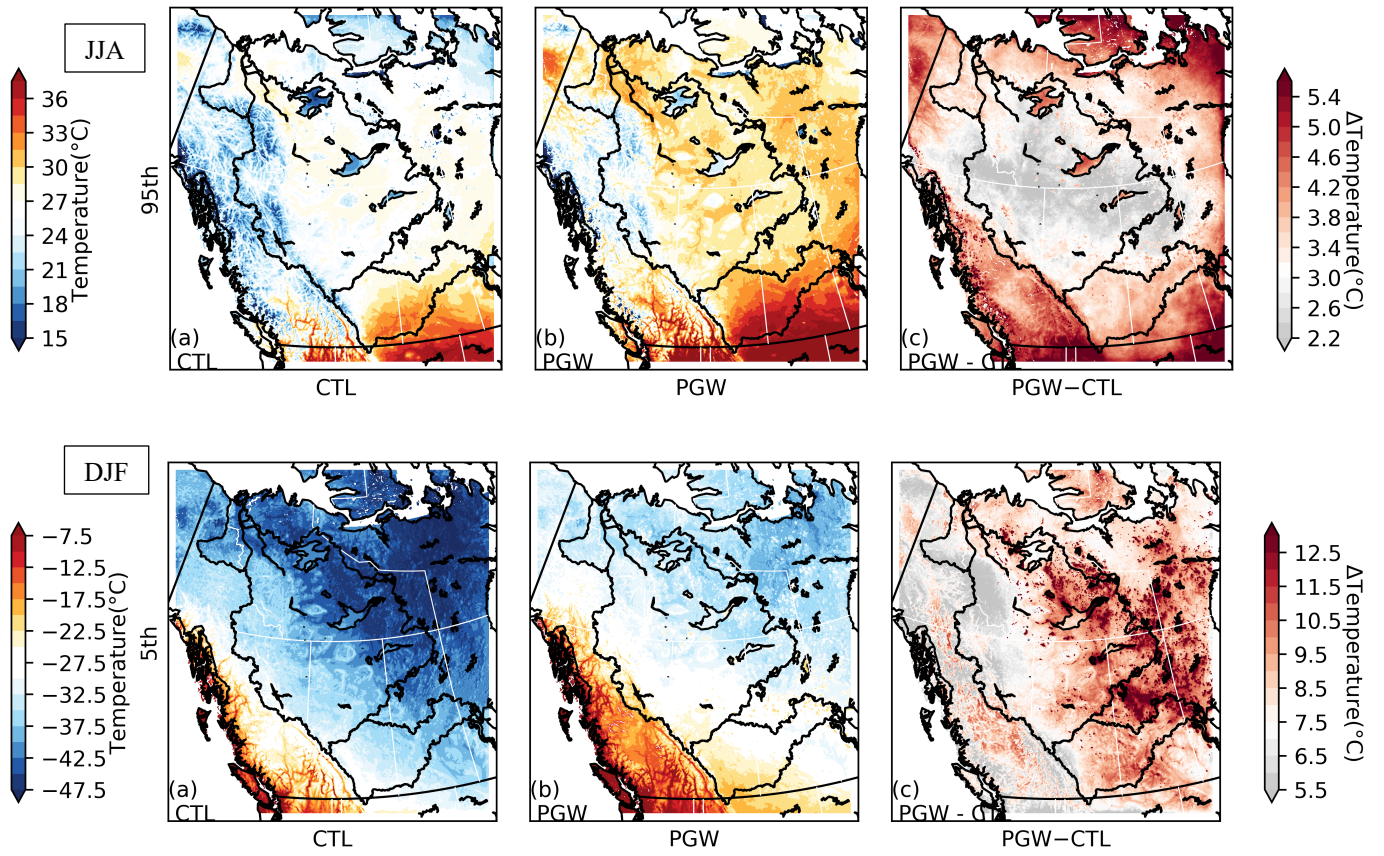 JJA
36
33
30
27
24
21
18
15
Temperature(°C)
95th
(a)
CTL
CTL
(b)
PGW
PGW
(c)
PGW - CTL
PGW−CTL
5.4
5.0
4.6
4.2
3.8
3.4
3.0
2.6
2.2
ΔTemperature(°C)
DJF
−7.5
−12.5
−17.5
−22.5
−27.5
−32.5
−37.5
−42.5
−47.5
Temperature(°C)
5th
(a)
CTL
CTL
(b)
PGW
PGW
(c)
PGW - CTL
PGW−CTL
12.5
11.5
10.5
9.5
8.5
7.5
6.5
5.5
ΔTemperature(°C)